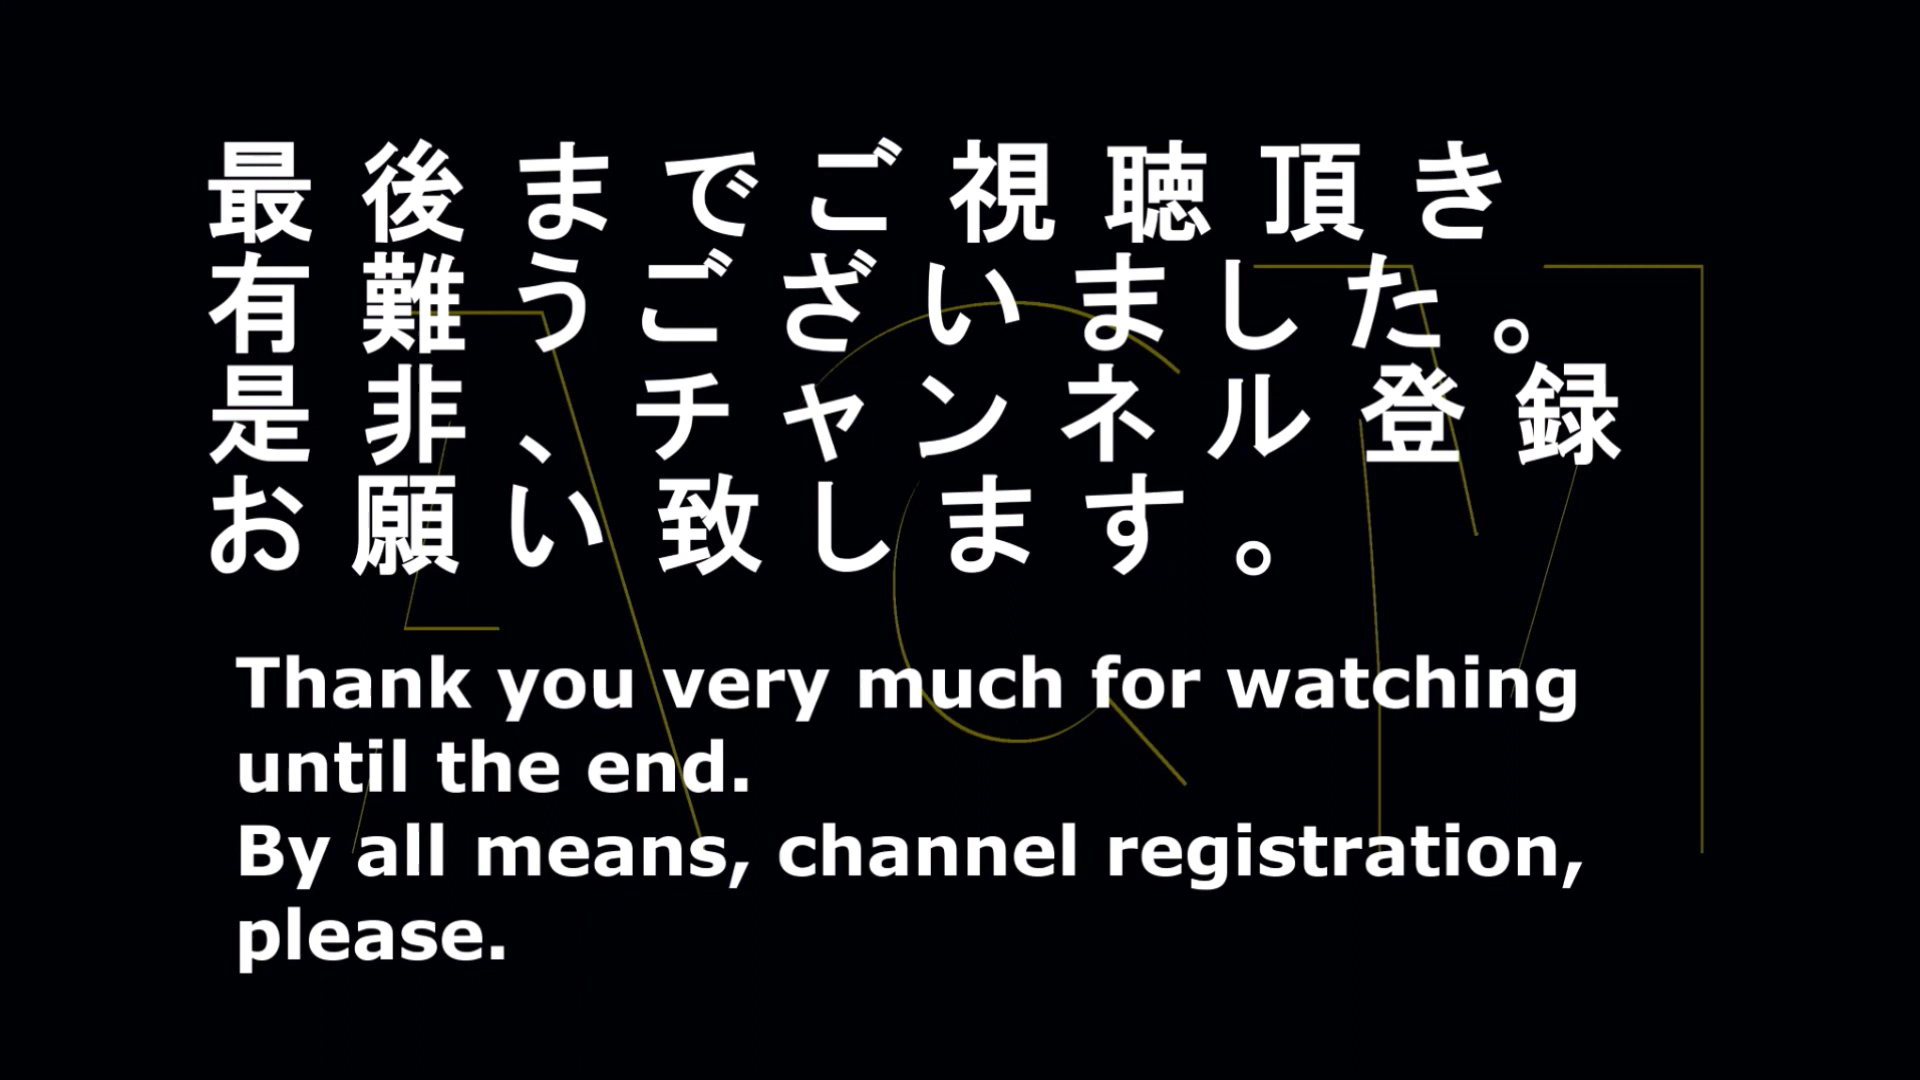 最後までご視聴頂き
有難うございました。
是非、チャンネル登録
お願い致します。
Thank you very much for watching
until the end.
By all means, channel registration,
please.